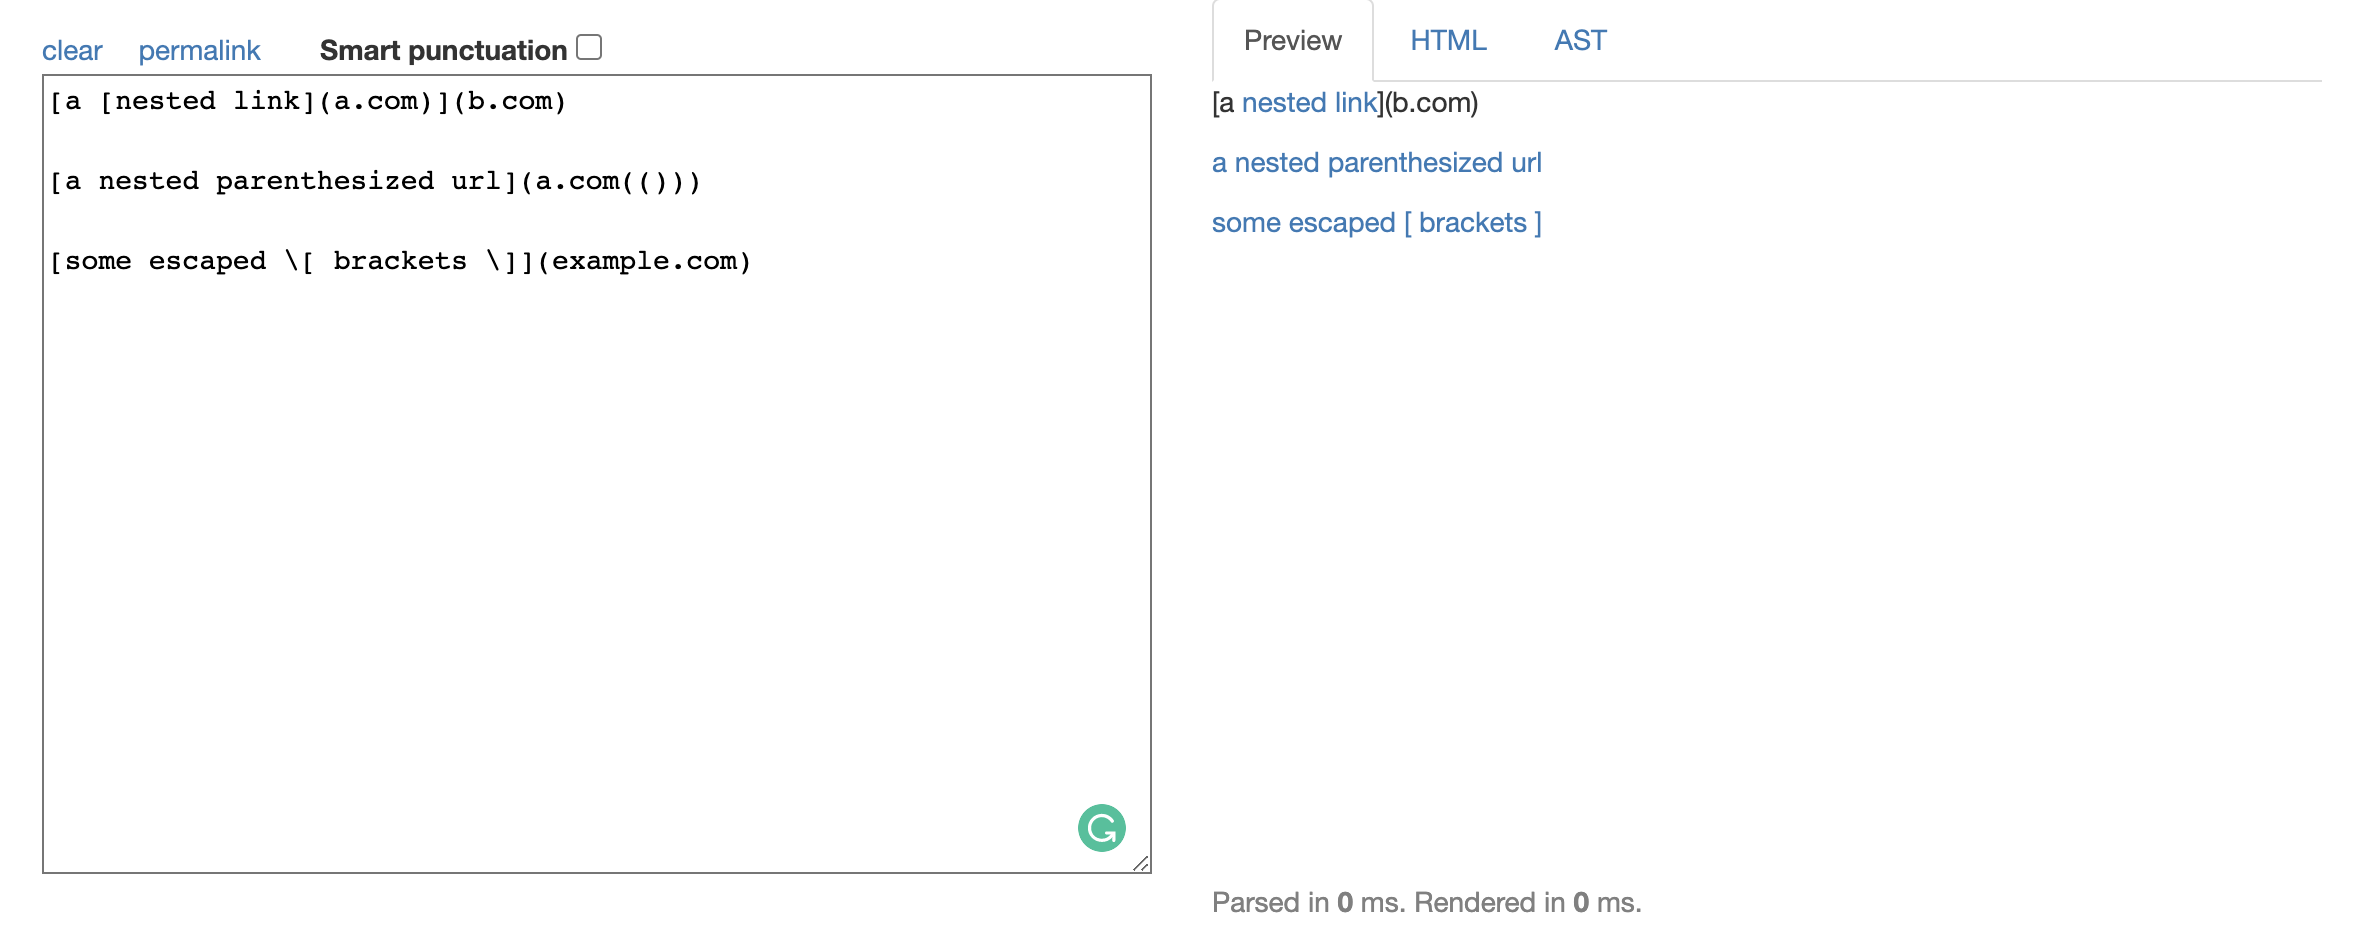 clear permalink Smart punctuation
[a [nested link](a.com)](b.com)
[a nested parenthesized url](a.com(()))
[some escaped \[ brackets \]](example.com)
Preview HTML AST
[a nested link](b.com)
a nested parenthesized url
some escaped [ brackets ]
Parsed in 0 ms. Rendered in 0 ms.